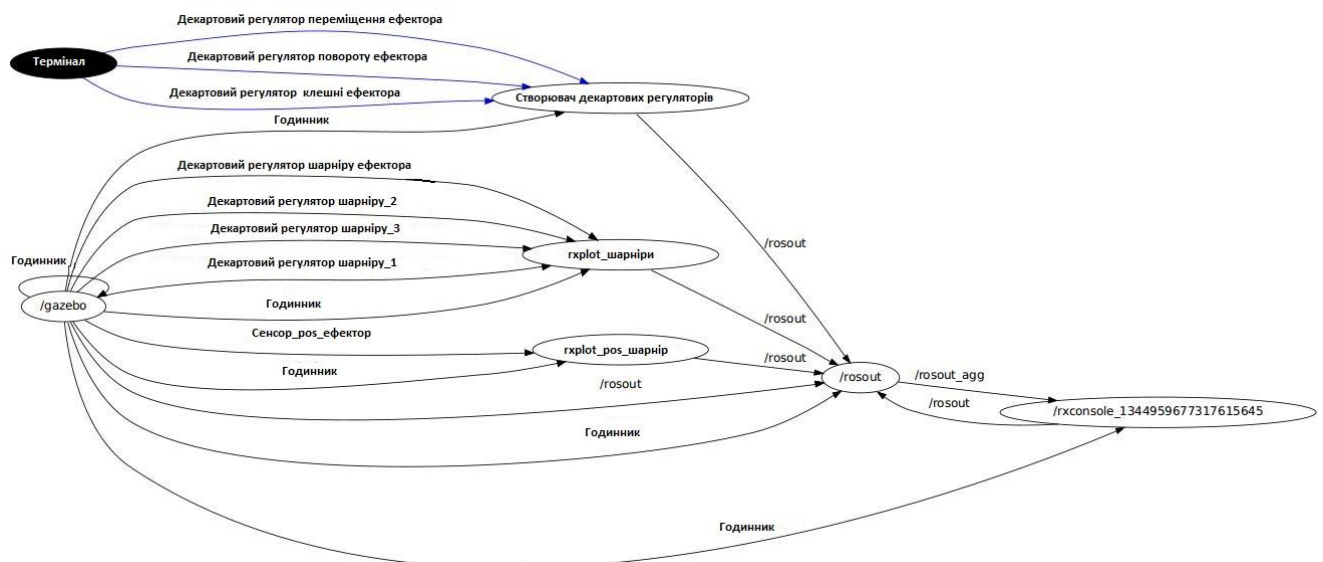 Декартовий регулятор переміщення ефектора
Термінал
Декартовий регулятор повороту ефектора
Декартовий регулятор клешні ефектора
Створювач декартових регуляторів
Годинник
Декартовий регулятор шарніру ефектора
Декартовий регулятор шарніру_2
Декартовий регулятор шарніру_3
/rosout
rxplot_шарніри
Годинник
Декартовий регулятор шарніру_1
/gazebo
Годинник
/rosout
Сенсор_pos_ефектор
rxplot_pos_шарнір
/rosout
Годинник
/rosout
/rosout
/rosout_agg
/rosout
/rxconsole_1344959677317615645
Годинник
Годинник